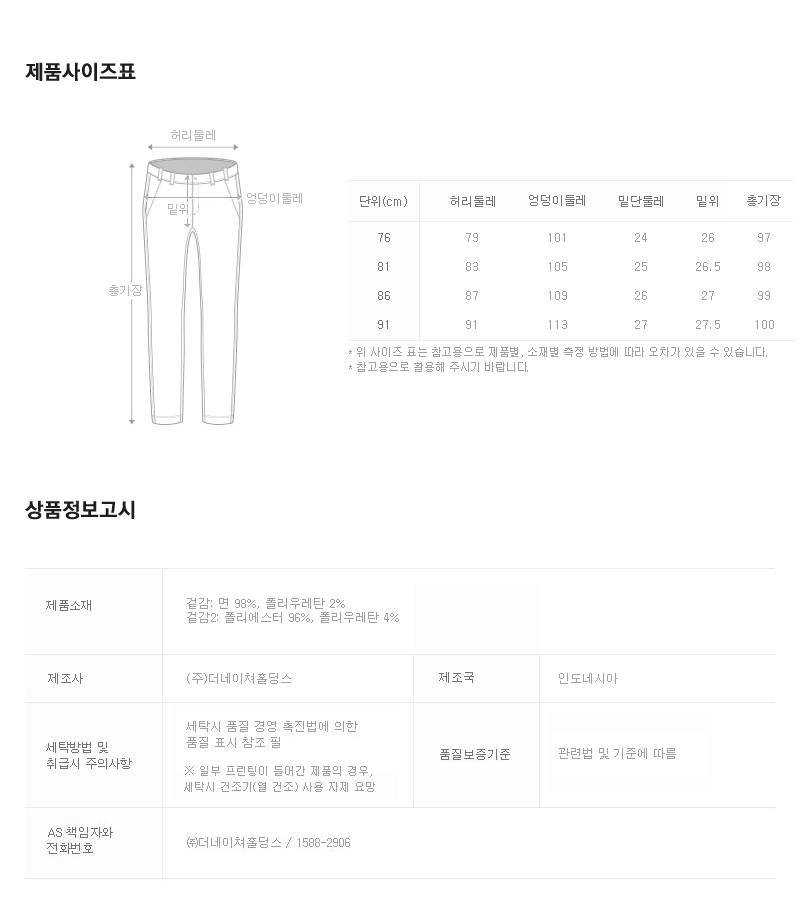 제품사이즈표
허리둘레
엉덩이둘레
밑위
총기장
단위(cm) 허리둘레 엉덩이둘레 밑단둘레 밑위 총기장
76 79 101 24 26 97
81 83 105 25 26.5 98
86 87 109 26 27 99
91 91 113 27 27.5 100
* 위 사이즈 표는 참고용으로 제품별, 소재별 측정 방법에 따라 오차가 있을 수 있습니다.
* 참고용으로 활용해 주시기 바랍니다.
상품정보고시
제품소재
겉감: 면 98%, 폴리우레탄 2%
겉감2: 폴리에스터 96%, 폴리우레탄 4%
제조사 (주)더네이쳐홀딩스 제조국 인도네시아
세탁방법 및
취급시 주의사항
세탁시 품질 경영 촉진법에 의한
품질 표시 참조 필
※ 일부 프린팅이 들어간 제품의 경우,
세탁시 건조기(열 건조) 사용 자제 요망
품질보증기준 관련법 및 기준에 따름
AS 책임자와
전화번호
㈜더네이쳐홀딩스 / 1588-2906